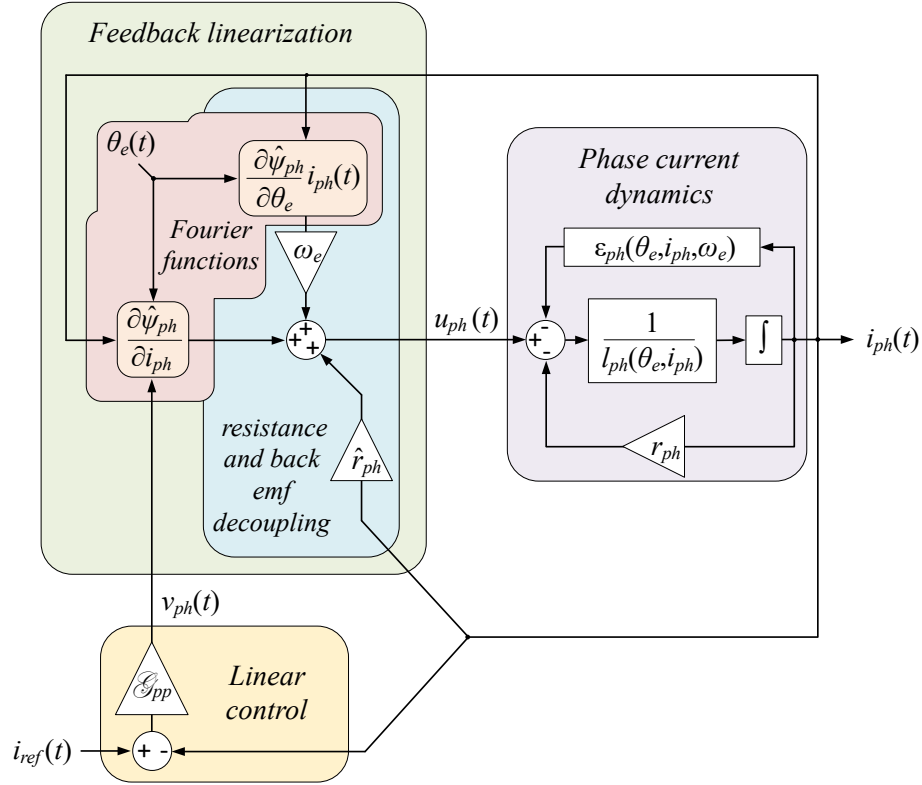 Feedback linearization
θₑ(t)
∂ψ̂ₚₕ
∂θₑ
iₚₕ(t)
Fourier
functions
ωₑ
∂ψ̂ₚₕ
∂iₚₕ
+
+
+
resistance
and back
emf
decoupling
r̂ₚₕ
uₚₕ(t)
Phase current
dynamics
εₚₕ(θₑ,iₚₕ,ωₑ)
+
-
-
1
lₚₕ(θₑ,iₚₕ)
∫
rₚₕ
iₚₕ(t)
vₚₕ(t)
𝒢ₚₚ
Linear
control
i_ref(t)
+ -